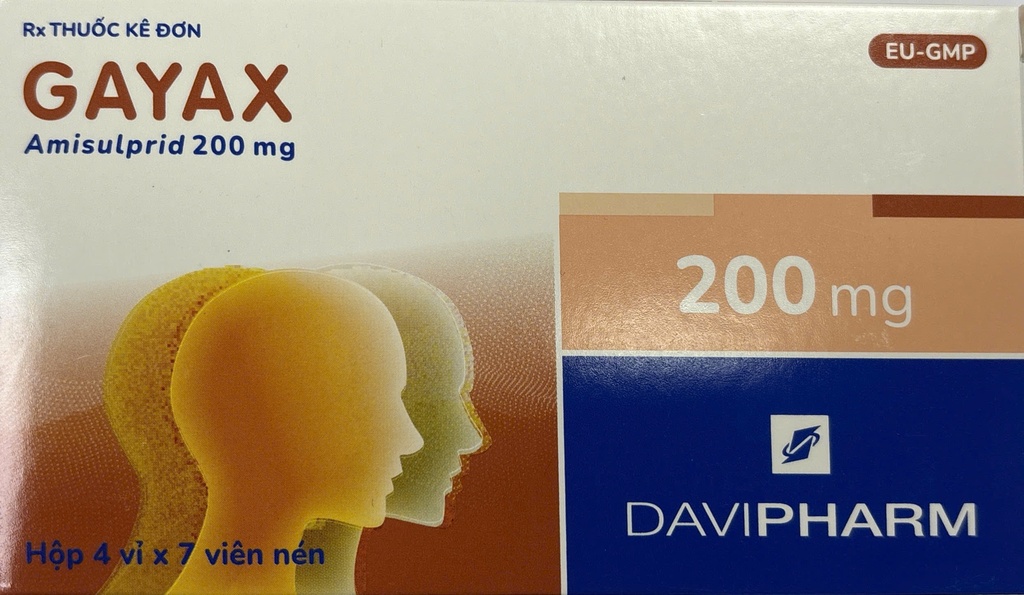 Rx THUỐC KÊ ĐƠN
EU-GMP
GAYAX
Amisulprid 200 mg
200 mg
DAVIPHARM
Hộp 4 vỉ x 7 viên nén